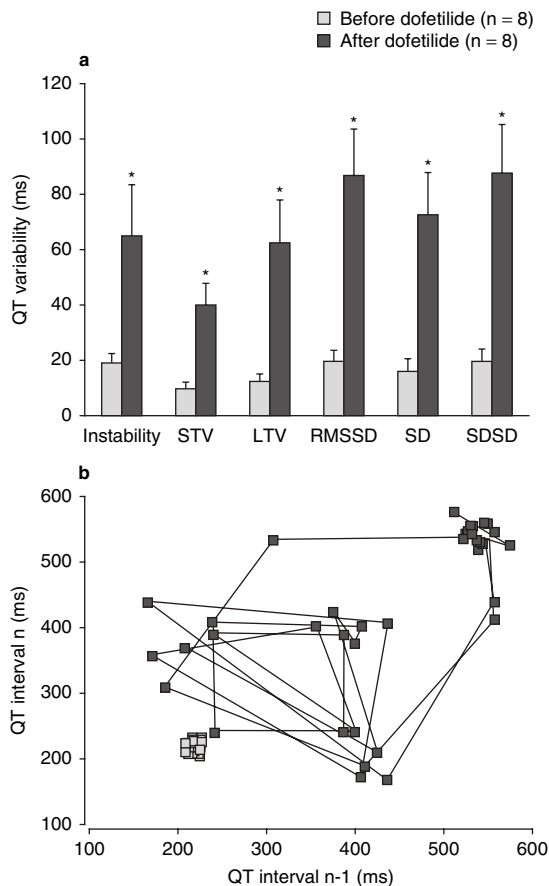 Before dofetilide (n = 8)
After dofetilide (n = 8)
a
120
100
80
60
40
20
0
QT variability (ms)
* * * * * *
Instability STV LTV RMSSD SD SDSD
b
600
500
400
300
200
100
QT interval n (ms)
100 200 300 400 500 600
QT interval n-1 (ms)